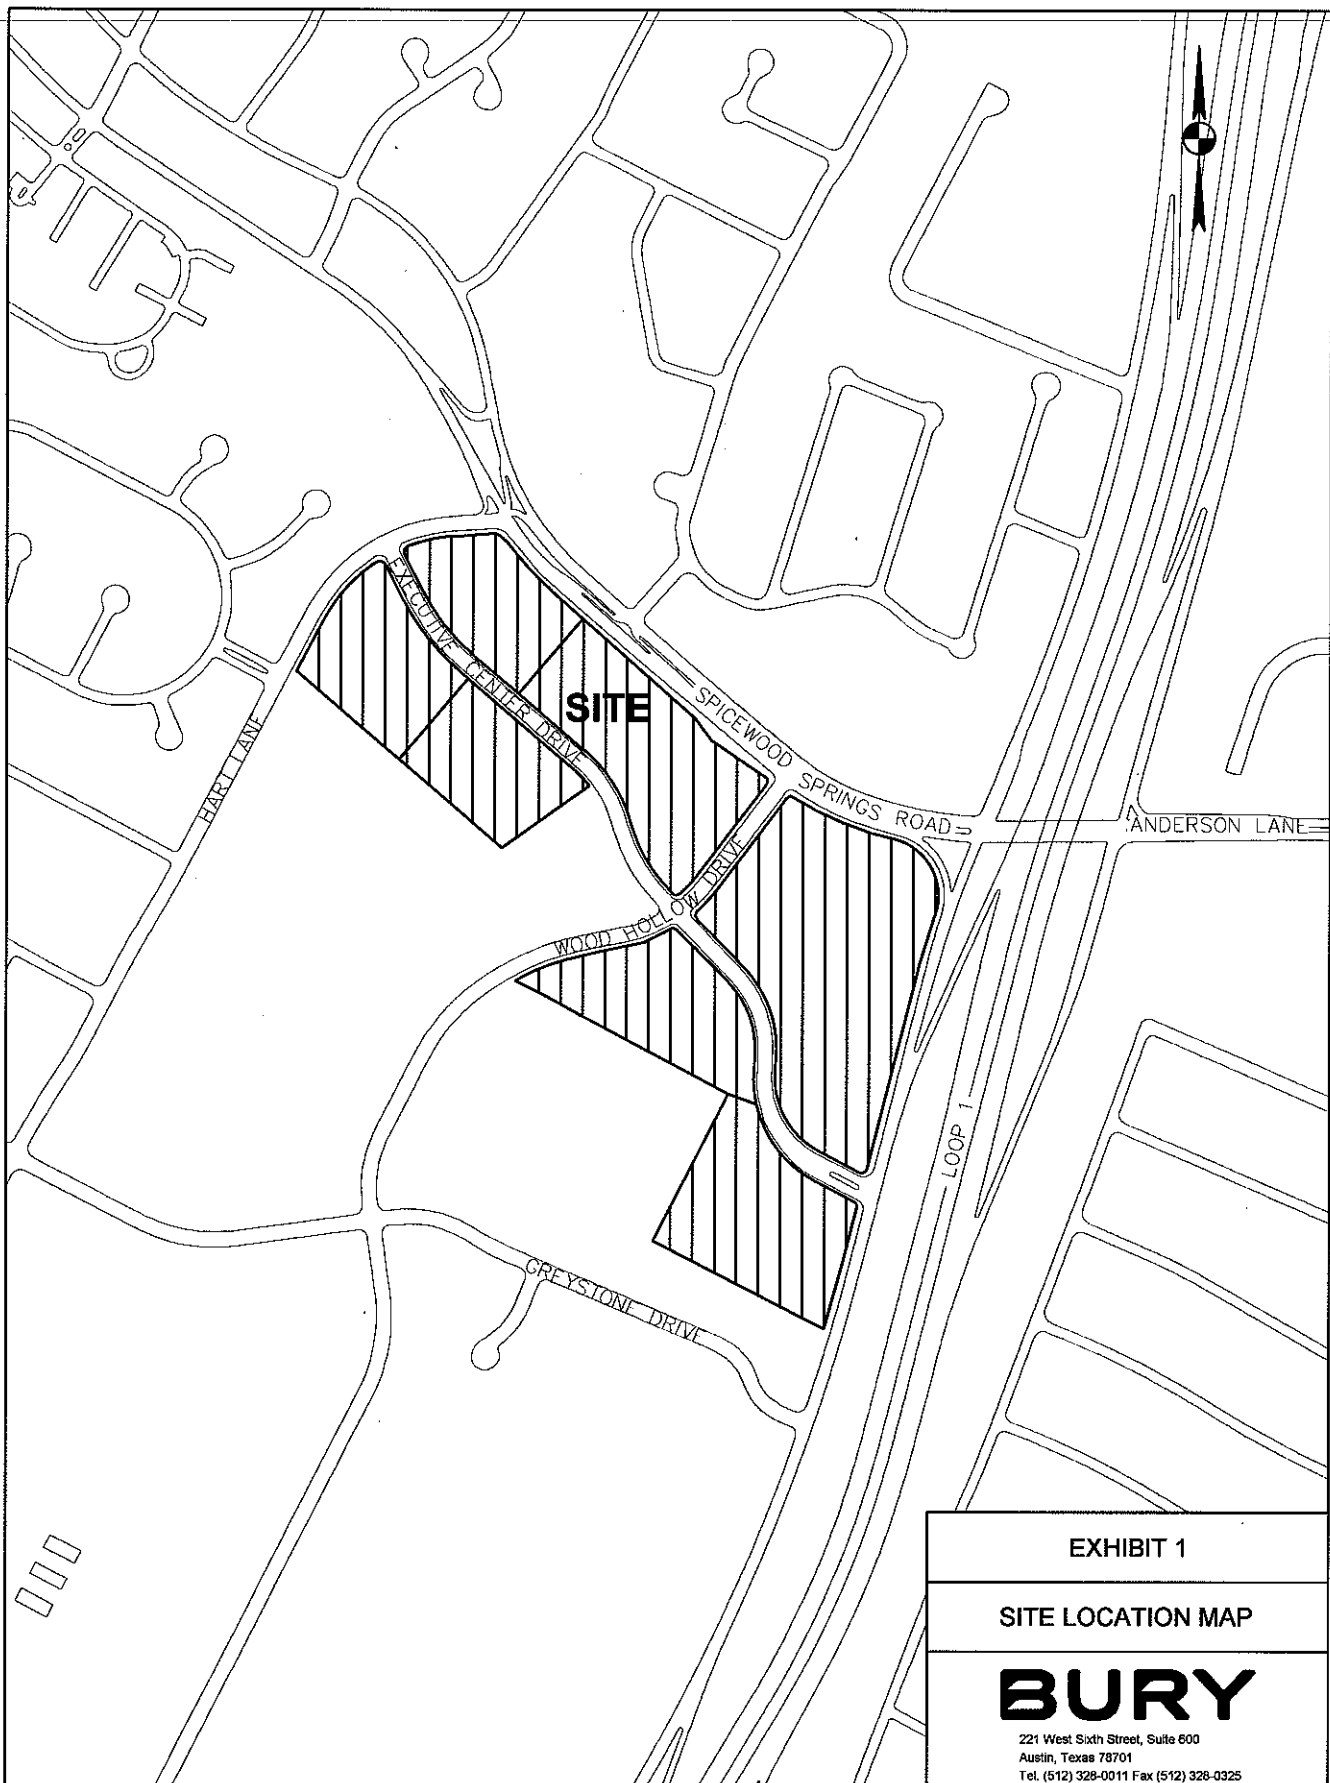 EXECUTIVE CENTER DRIVE
SITE
SPICEWOOD SPRINGS ROAD
HART LANE
ANDERSON LANE
WOOD HOLLOW DRIVE
LOOP 1
GREYSTONE DRIVE
EXHIBIT 1
SITE LOCATION MAP
BURY
221 West Sixth Street, Suite 600
Austin, Texas 78701
Tel. (512) 328-0011 Fax (512) 328-0325